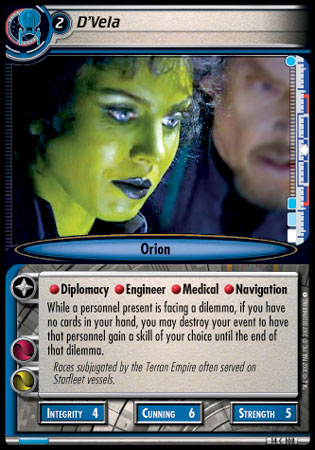 2 D'Vela
Orion
Diplomacy Engineer Medical Navigation
While a personnel present is facing a dilemma, if you have
no cards in your hand, you may destroy your event to have
that personnel gain a skill of your choice until the end of
that dilemma.
Races subjugated by the Terran Empire often served on
Starfleet vessels.
INTEGRITY 4 CUNNING 6 STRENGTH 5
14 C 108